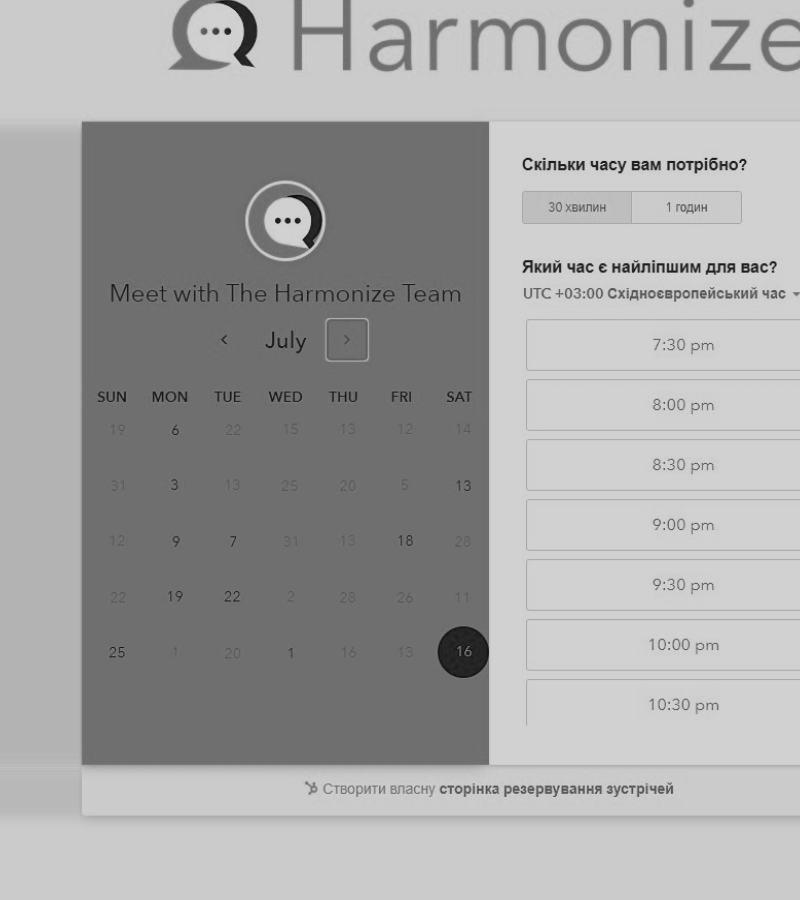 Harmonize
Meet with The Harmonize Team
July
SUN MON TUE WED THU FRI SAT
19 6 22 15 13 12 14
31 3 13 25 20 5 13
12 9 7 31 13 18 28
22 19 22 2 28 26 11
25 1 20 1 16 13 16
Скільки часу вам потрібно?
30 хвилин 1 годин
Який час є найліпшим для вас?
UTC +03:00 Східноєвропейський час
7:30 pm
8:00 pm
8:30 pm
9:00 pm
9:30 pm
10:00 pm
10:30 pm
Створити власну сторінка резервування зустрічей